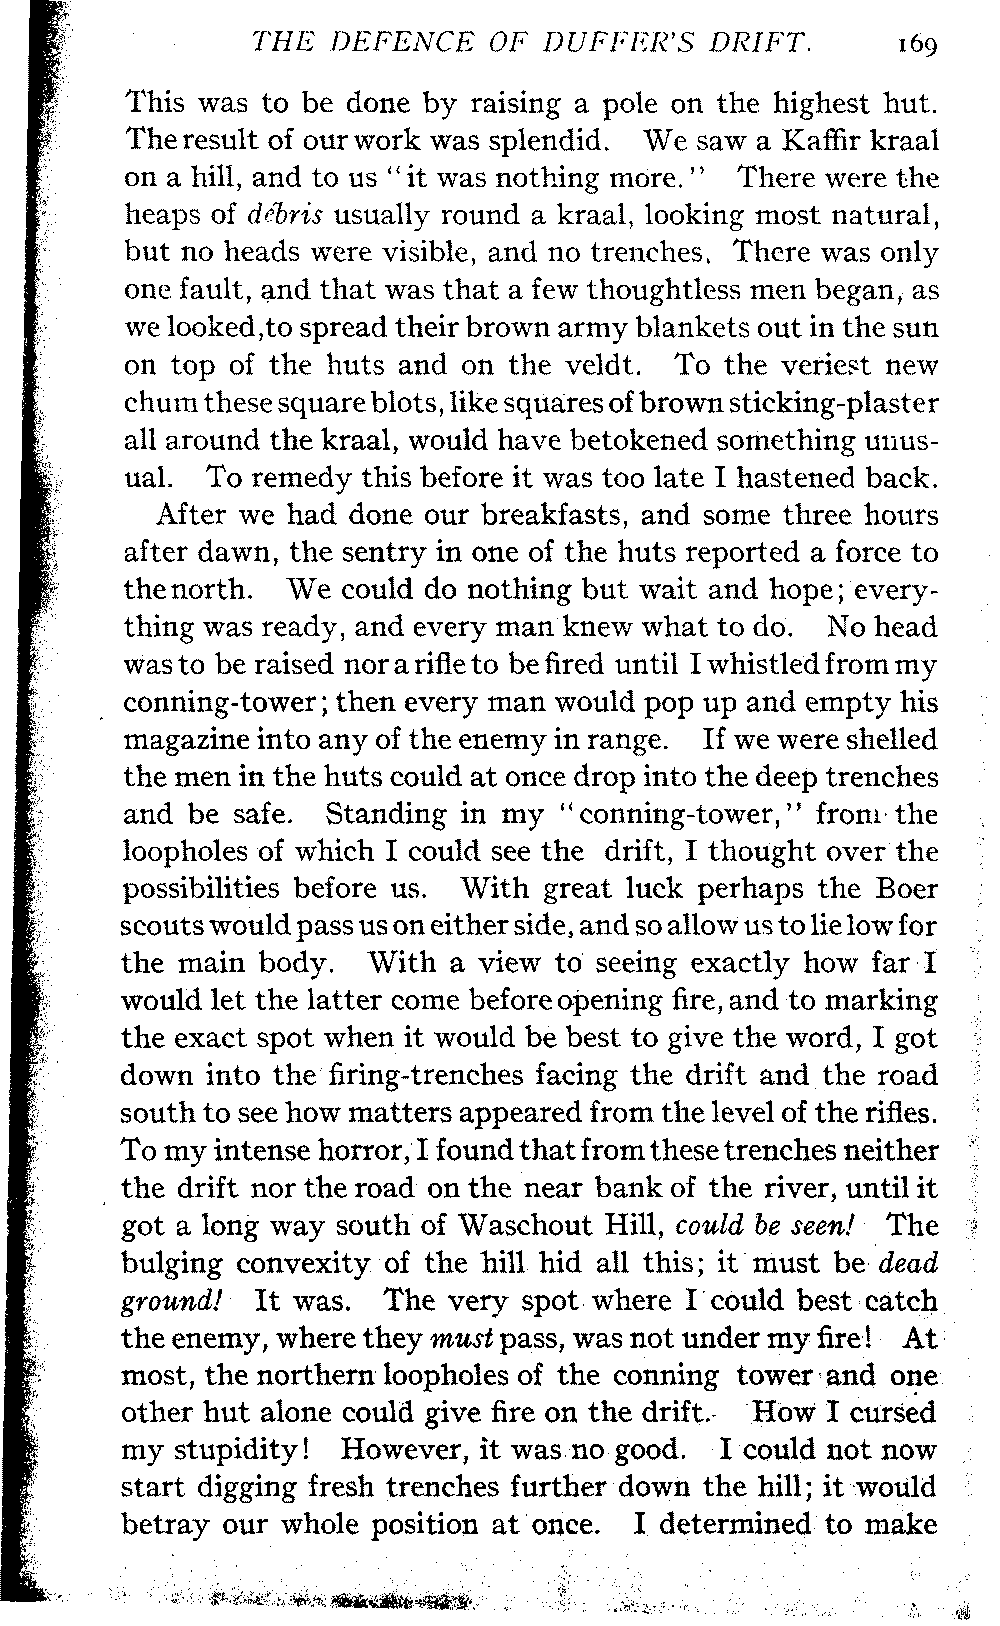 THE DEFENCE OF DUFFER'S DRIFT. 169
This was to be done by raising a pole on the highest hut.
The result of our work was splendid. We saw a Kaffir kraal
on a hill, and to us "it was nothing more." There were the
heaps of débris usually round a kraal, looking most natural,
but no heads were visible, and no trenches. There was only
one fault, and that was that a few thoughtless men began, as
we looked, to spread their brown army blankets out in the sun
on top of the huts and on the veldt. To the veriest new
chum these square blots, like squares of brown sticking-plaster
all around the kraal, would have betokened something unus-
ual. To remedy this before it was too late I hastened back.
After we had done our breakfasts, and some three hours
after dawn, the sentry in one of the huts reported a force to
the north. We could do nothing but wait and hope; every-
thing was ready, and every man knew what to do. No head
was to be raised nor a rifle to be fired until I whistled from my
conning-tower; then every man would pop up and empty his
magazine into any of the enemy in range. If we were shelled
the men in the huts could at once drop into the deep trenches
and be safe. Standing in my "conning-tower," from the
loopholes of which I could see the drift, I thought over the
possibilities before us. With great luck perhaps the Boer
scouts would pass us on either side, and so allow us to lie low for
the main body. With a view to seeing exactly how far I
would let the latter come before opening fire, and to marking
the exact spot when it would be best to give the word, I got
down into the firing-trenches facing the drift and the road
south to see how matters appeared from the level of the rifles.
To my intense horror, I found that from these trenches neither
the drift nor the road on the near bank of the river, until it
got a long way south of Waschout Hill, could be seen! The
bulging convexity of the hill hid all this; it must be dead
ground! It was. The very spot where I could best catch
the enemy, where they must pass, was not under my fire! At
most, the northern loopholes of the conning tower and one
other hut alone could give fire on the drift. How I cursed
my stupidity! However, it was no good. I could not now
start digging fresh trenches further down the hill; it would
betray our whole position at once. I determined to make